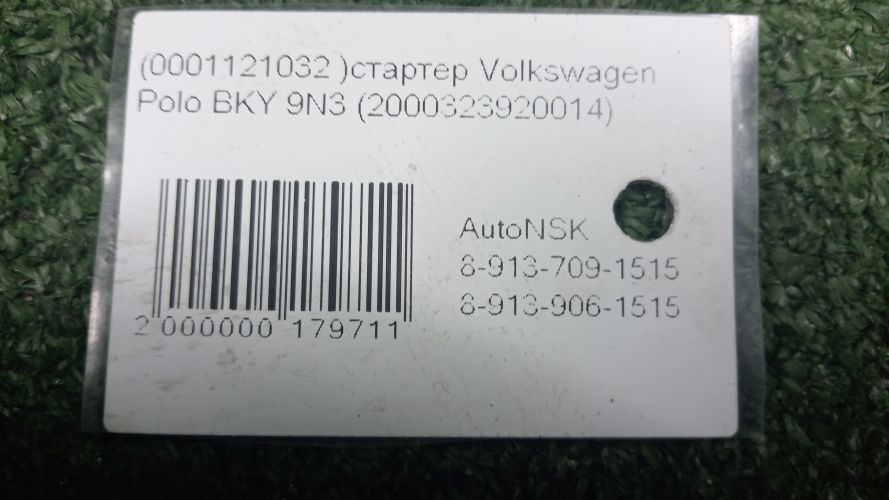 (0001121032 )стартер Volkswagen
Polo BKY 9N3 (2000323920014)
AutoNSK
8-913-709-1515
8-913-906-1515
2 000000 179711